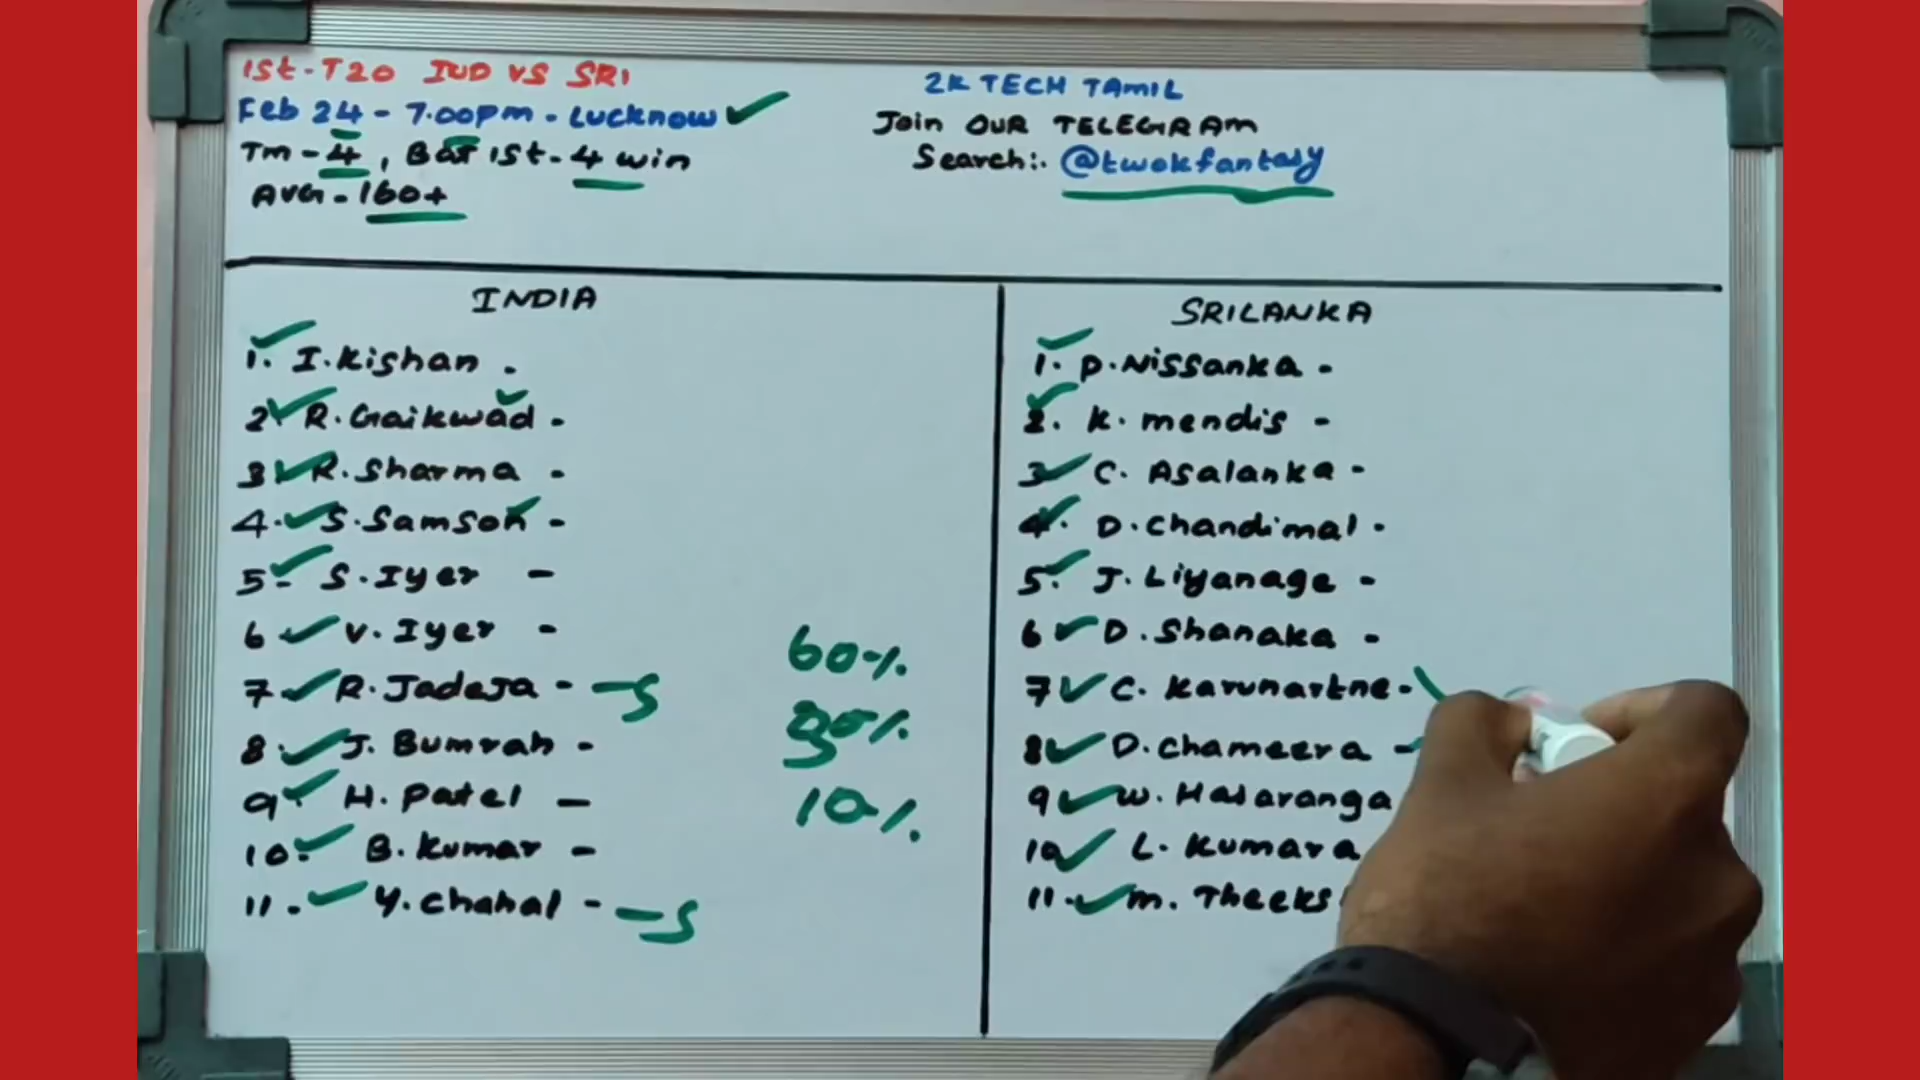 1St-T20 IND VS SRI
Feb 24 - 7.00pm - Lucknow
Tm - 4, Bat 1St - 4 win
AVG - 160+
2K TECH TAMIL
Join OUR TELEGRAM
Search:. @twokfantasy
INDIA
1. I.Kishan .
2 R.Gaikwad -
3 R.Sharma -
4. S.Samson -
5- S.Iyer -
6 V.Iyer -
7 R.Jadeja - -S
8. J. Bumrah -
9. H. Patel -
10. B.Kumar -
11. Y.Chahal - -S
60%
10%
SRILANKA
1. P.Nissanka -
2. K. mendis -
3 C. Asalanka -
4. D.Chandimal -
5. J.Liyanage -
6 D.Shanaka -
7 C. Karunartne -
8 D.Chameera -
9 W. Hasaranga
10 L. Kumara
11. M. Theeks